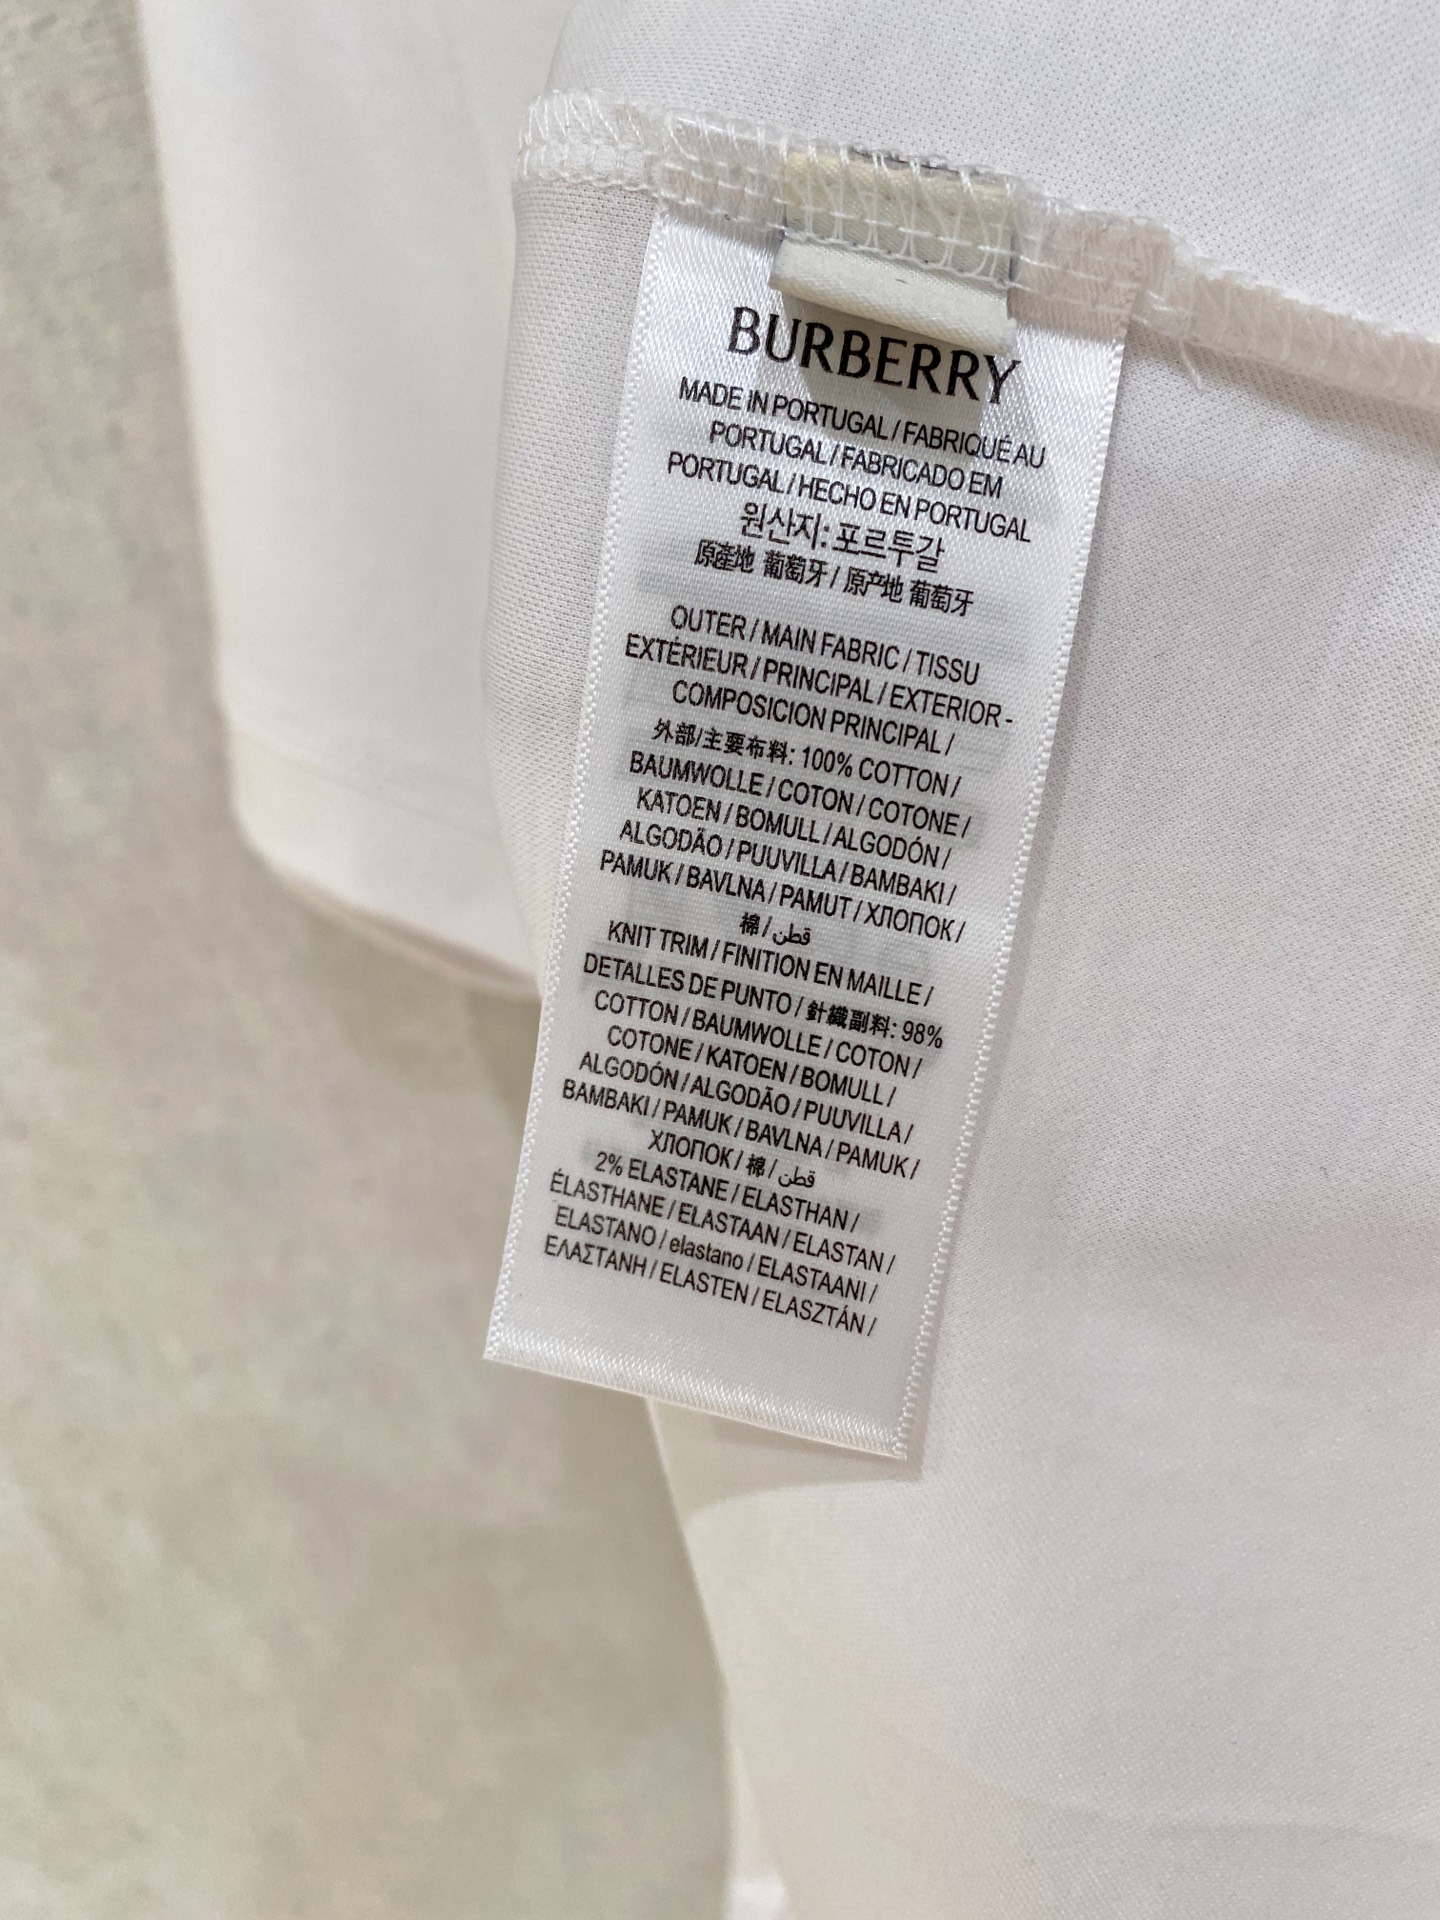 BURBERRY
MADE IN PORTUGAL / FABRIQUÉ AU
PORTUGAL / FABRICADO EM
PORTUGAL / HECHO EN PORTUGAL
원산지: 포르투갈
原產地 葡萄牙 / 原产地 葡萄牙
OUTER / MAIN FABRIC / TISSU
EXTÉRIEUR / PRINCIPAL / EXTERIOR -
COMPOSICION PRINCIPAL /
外部/主要布料: 100% COTTON /
BAUMWOLLE / COTON / COTONE /
KATOEN / BOMULL / ALGODÓN /
ALGODÃO / PUUVILLA / BAMBAKI /
PAMUK / BAVLNA / PAMUT / ХЛОПОК /
棉 / قطن
KNIT TRIM / FINITION EN MAILLE /
DETALLES DE PUNTO / 針織副料: 98%
COTTON / BAUMWOLLE / COTON /
COTONE / KATOEN / BOMULL /
ALGODÓN / ALGODÃO / PUUVILLA /
BAMBAKI / PAMUK / BAVLNA / PAMUK /
ХЛОПОК / 棉 / قطن
2% ELASTANE / ELASTHAN /
ÉLASTHANE / ELASTAAN / ELASTAN /
ELASTANO / elastano / ELASTAANI /
ΕΛΑΣΤΑΝΗ / ELASTEN / ELASZTÁN /